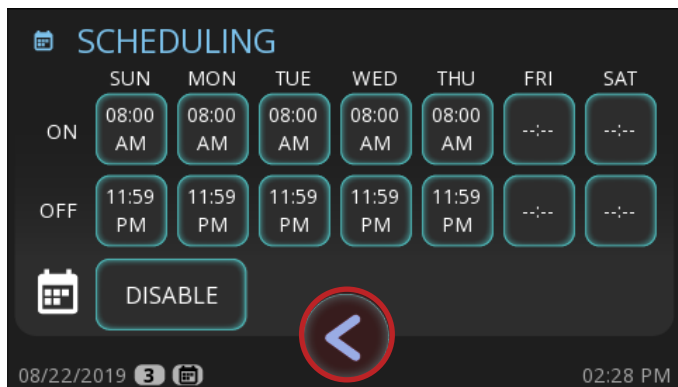 SCHEDULING
SUN MON TUE WED THU FRI SAT
ON 08:00 AM 08:00 AM 08:00 AM 08:00 AM 08:00 AM --:-- --:--
OFF 11:59 PM 11:59 PM 11:59 PM 11:59 PM 11:59 PM --:-- --:--
DISABLE
08/22/2019 3 02:28 PM